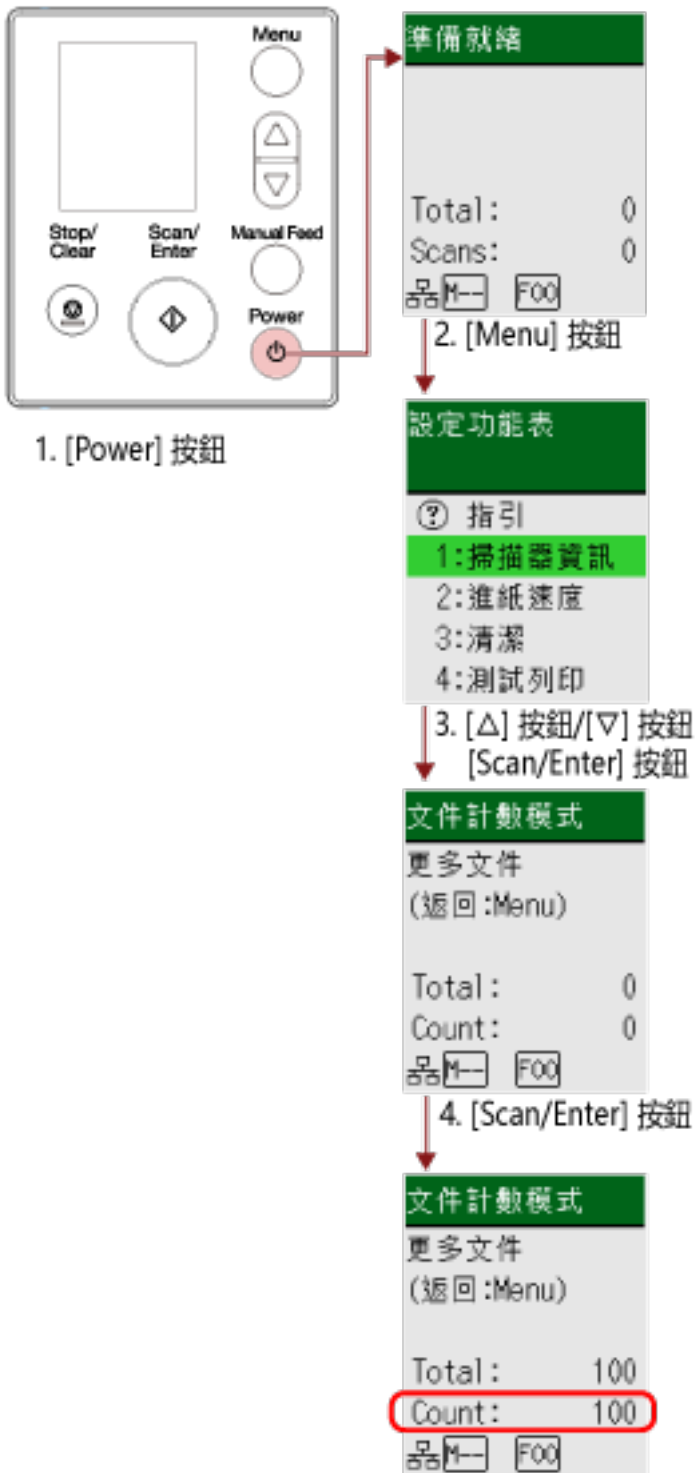 Menu
Stop/
Clear
Scan/
Enter
Manual Feed
Power
1. [Power] 按鈕
準備就緒
Total: 0
Scans: 0
M-- F00
2. [Menu] 按鈕
設定功能表
? 指引
1:掃描器資訊
2:進紙速度
3:清潔
4:測試列印
3. [△] 按鈕/[▽] 按鈕
[Scan/Enter] 按鈕
文件計數模式
更多文件
(返回:Menu)
Total: 0
Count: 0
M-- F00
4. [Scan/Enter] 按鈕
文件計數模式
更多文件
(返回:Menu)
Total: 100
Count: 100
M-- F00